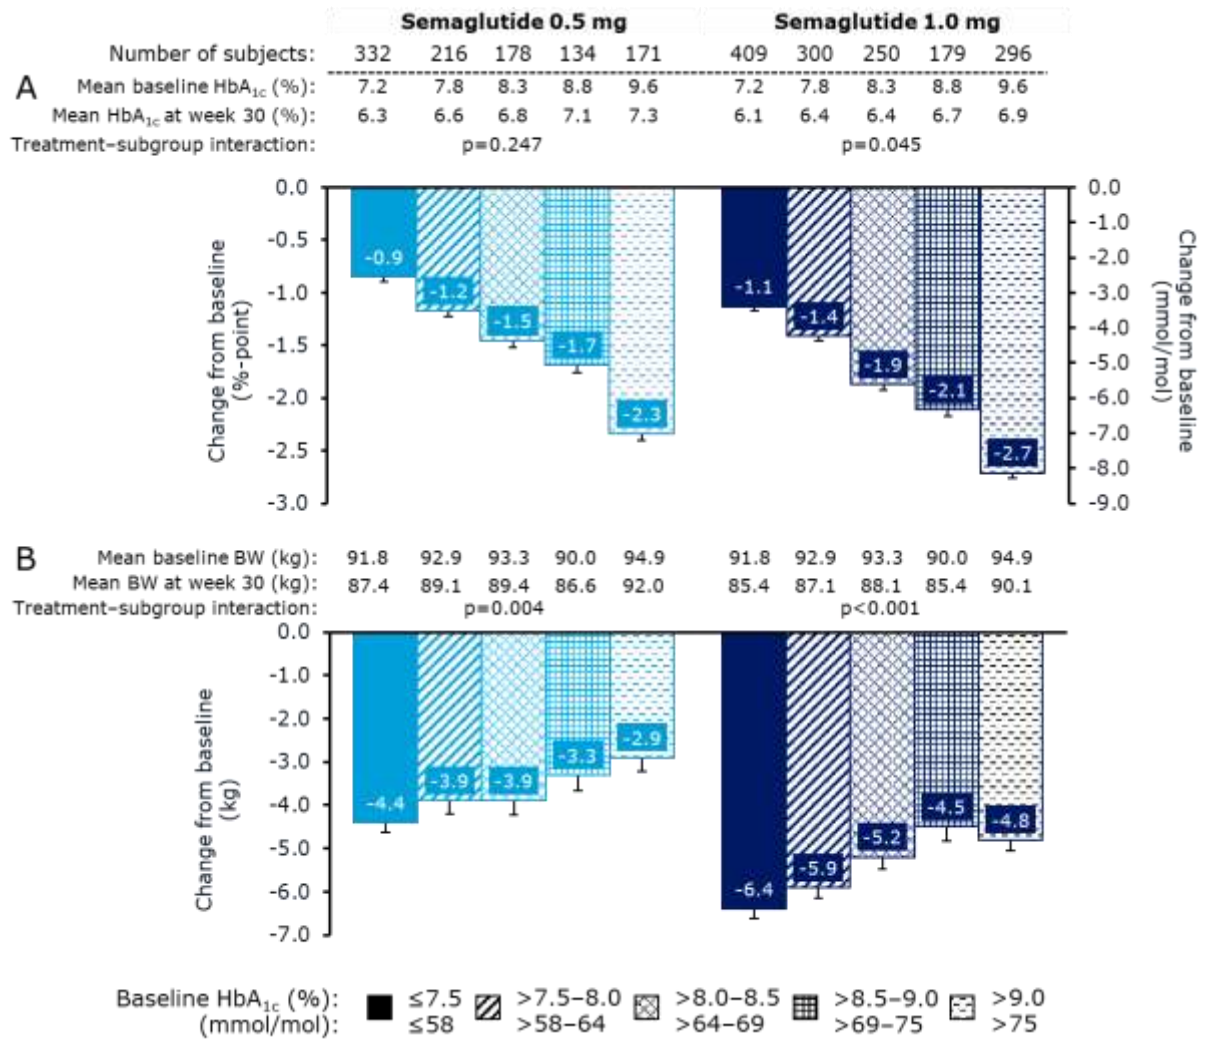 Semaglutide 0.5 mg Semaglutide 1.0 mg
Number of subjects: 332 216 178 134 171 409 300 250 179 296
A Mean baseline HbA1c (%): 7.2 7.8 8.3 8.8 9.6 7.2 7.8 8.3 8.8 9.6
Mean HbA1c at week 30 (%): 6.3 6.6 6.8 7.1 7.3 6.1 6.4 6.4 6.7 6.9
Treatment–subgroup interaction: p=0.247 p=0.045
Change from baseline
(%-point)
0.0
-0.5
-1.0
-1.5
-2.0
-2.5
-3.0
-0.9
-1.2
-1.5
-1.7
-2.3
-1.1
-1.4
-1.9
-2.1
-2.7
0.0
-1.0
-2.0
-3.0
-4.0
-5.0
-6.0
-7.0
-8.0
-9.0
Change from baseline
(mmol/mol)
B Mean baseline BW (kg): 91.8 92.9 93.3 90.0 94.9 91.8 92.9 93.3 90.0 94.9
Mean BW at week 30 (kg): 87.4 89.1 89.4 86.6 92.0 85.4 87.1 88.1 85.4 90.1
Treatment–subgroup interaction: p=0.004 p<0.001
Change from baseline
(kg)
0.0
-1.0
-2.0
-3.0
-4.0
-5.0
-6.0
-7.0
-4.4
-3.9
-3.9
-3.3
-2.9
-6.4
-5.9
-5.2
-4.5
-4.8
Baseline HbA1c (%): ≤7.5 >7.5–8.0 >8.0–8.5 >8.5–9.0 >9.0
(mmol/mol): ≤58 >58–64 >64–69 >69–75 >75